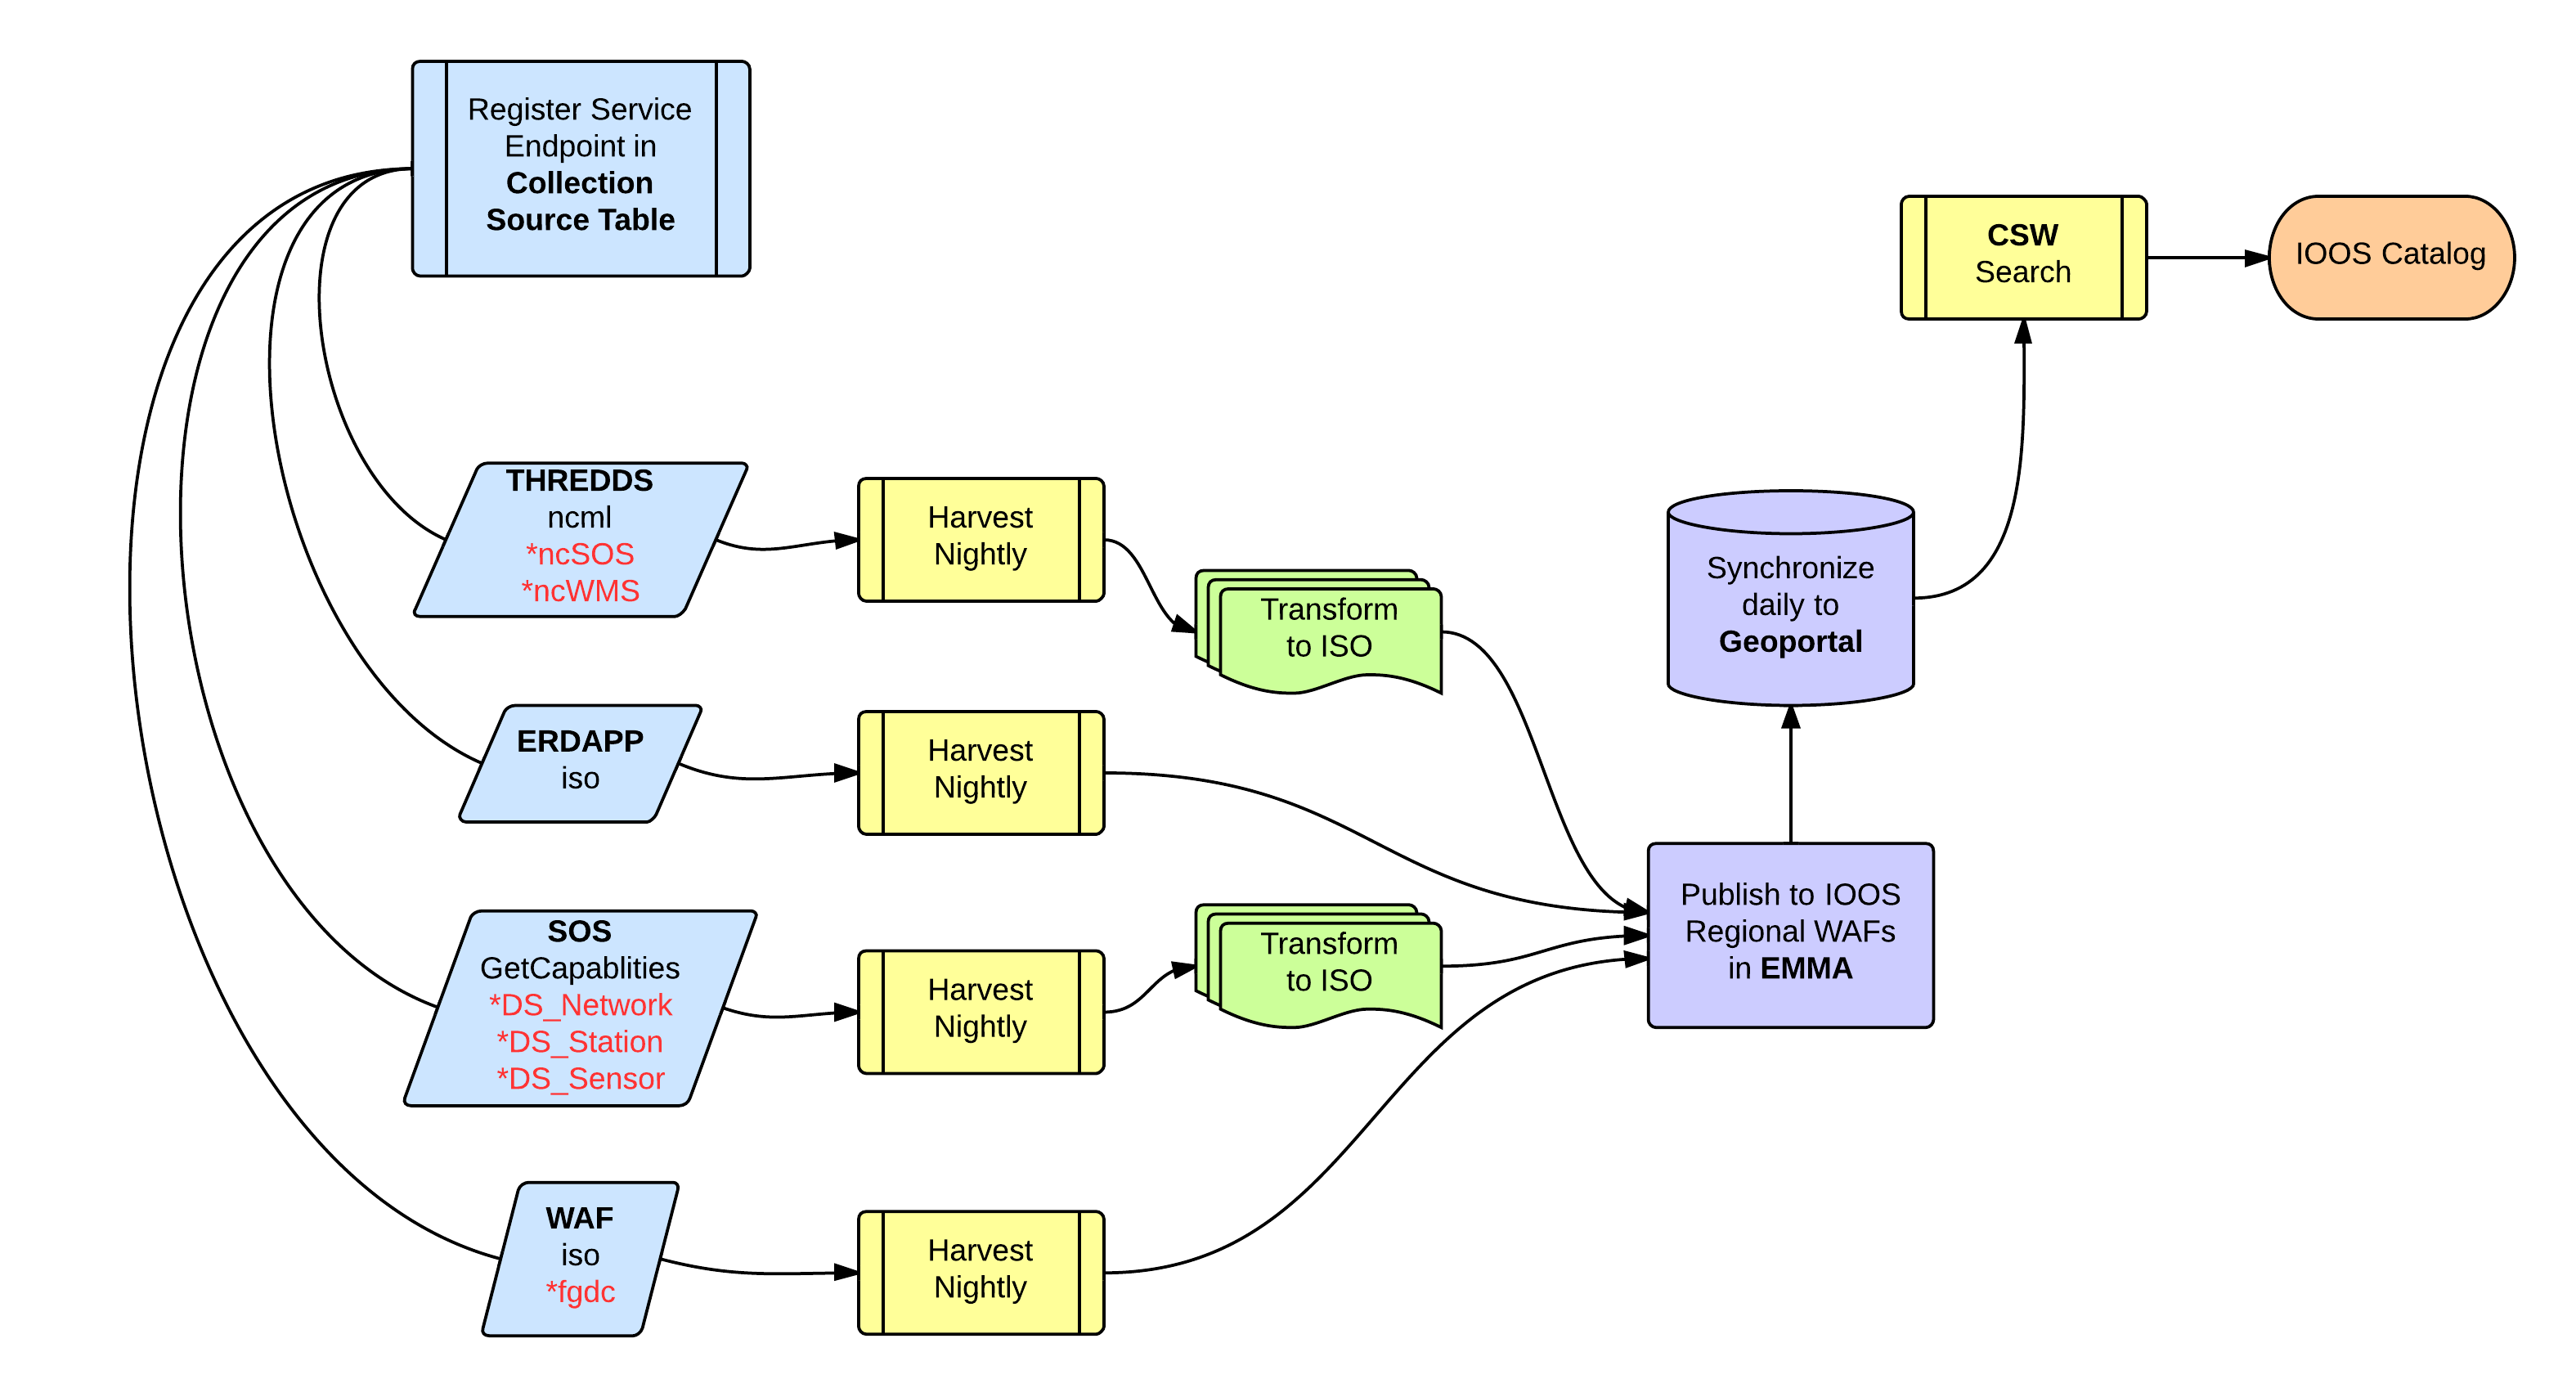 Register Service
Endpoint in
Collection
Source Table
CSW
Search
IOOS Catalog
THREDDS
ncml
*ncSOS
*ncWMS
Harvest
Nightly
Transform
to ISO
Synchronize
daily to
Geoportal
ERDAPP
iso
Harvest
Nightly
SOS
GetCapablities
*DS_Network
*DS_Station
*DS_Sensor
Harvest
Nightly
Transform
to ISO
Publish to IOOS
Regional WAFs
in EMMA
WAF
iso
*fgdc
Harvest
Nightly